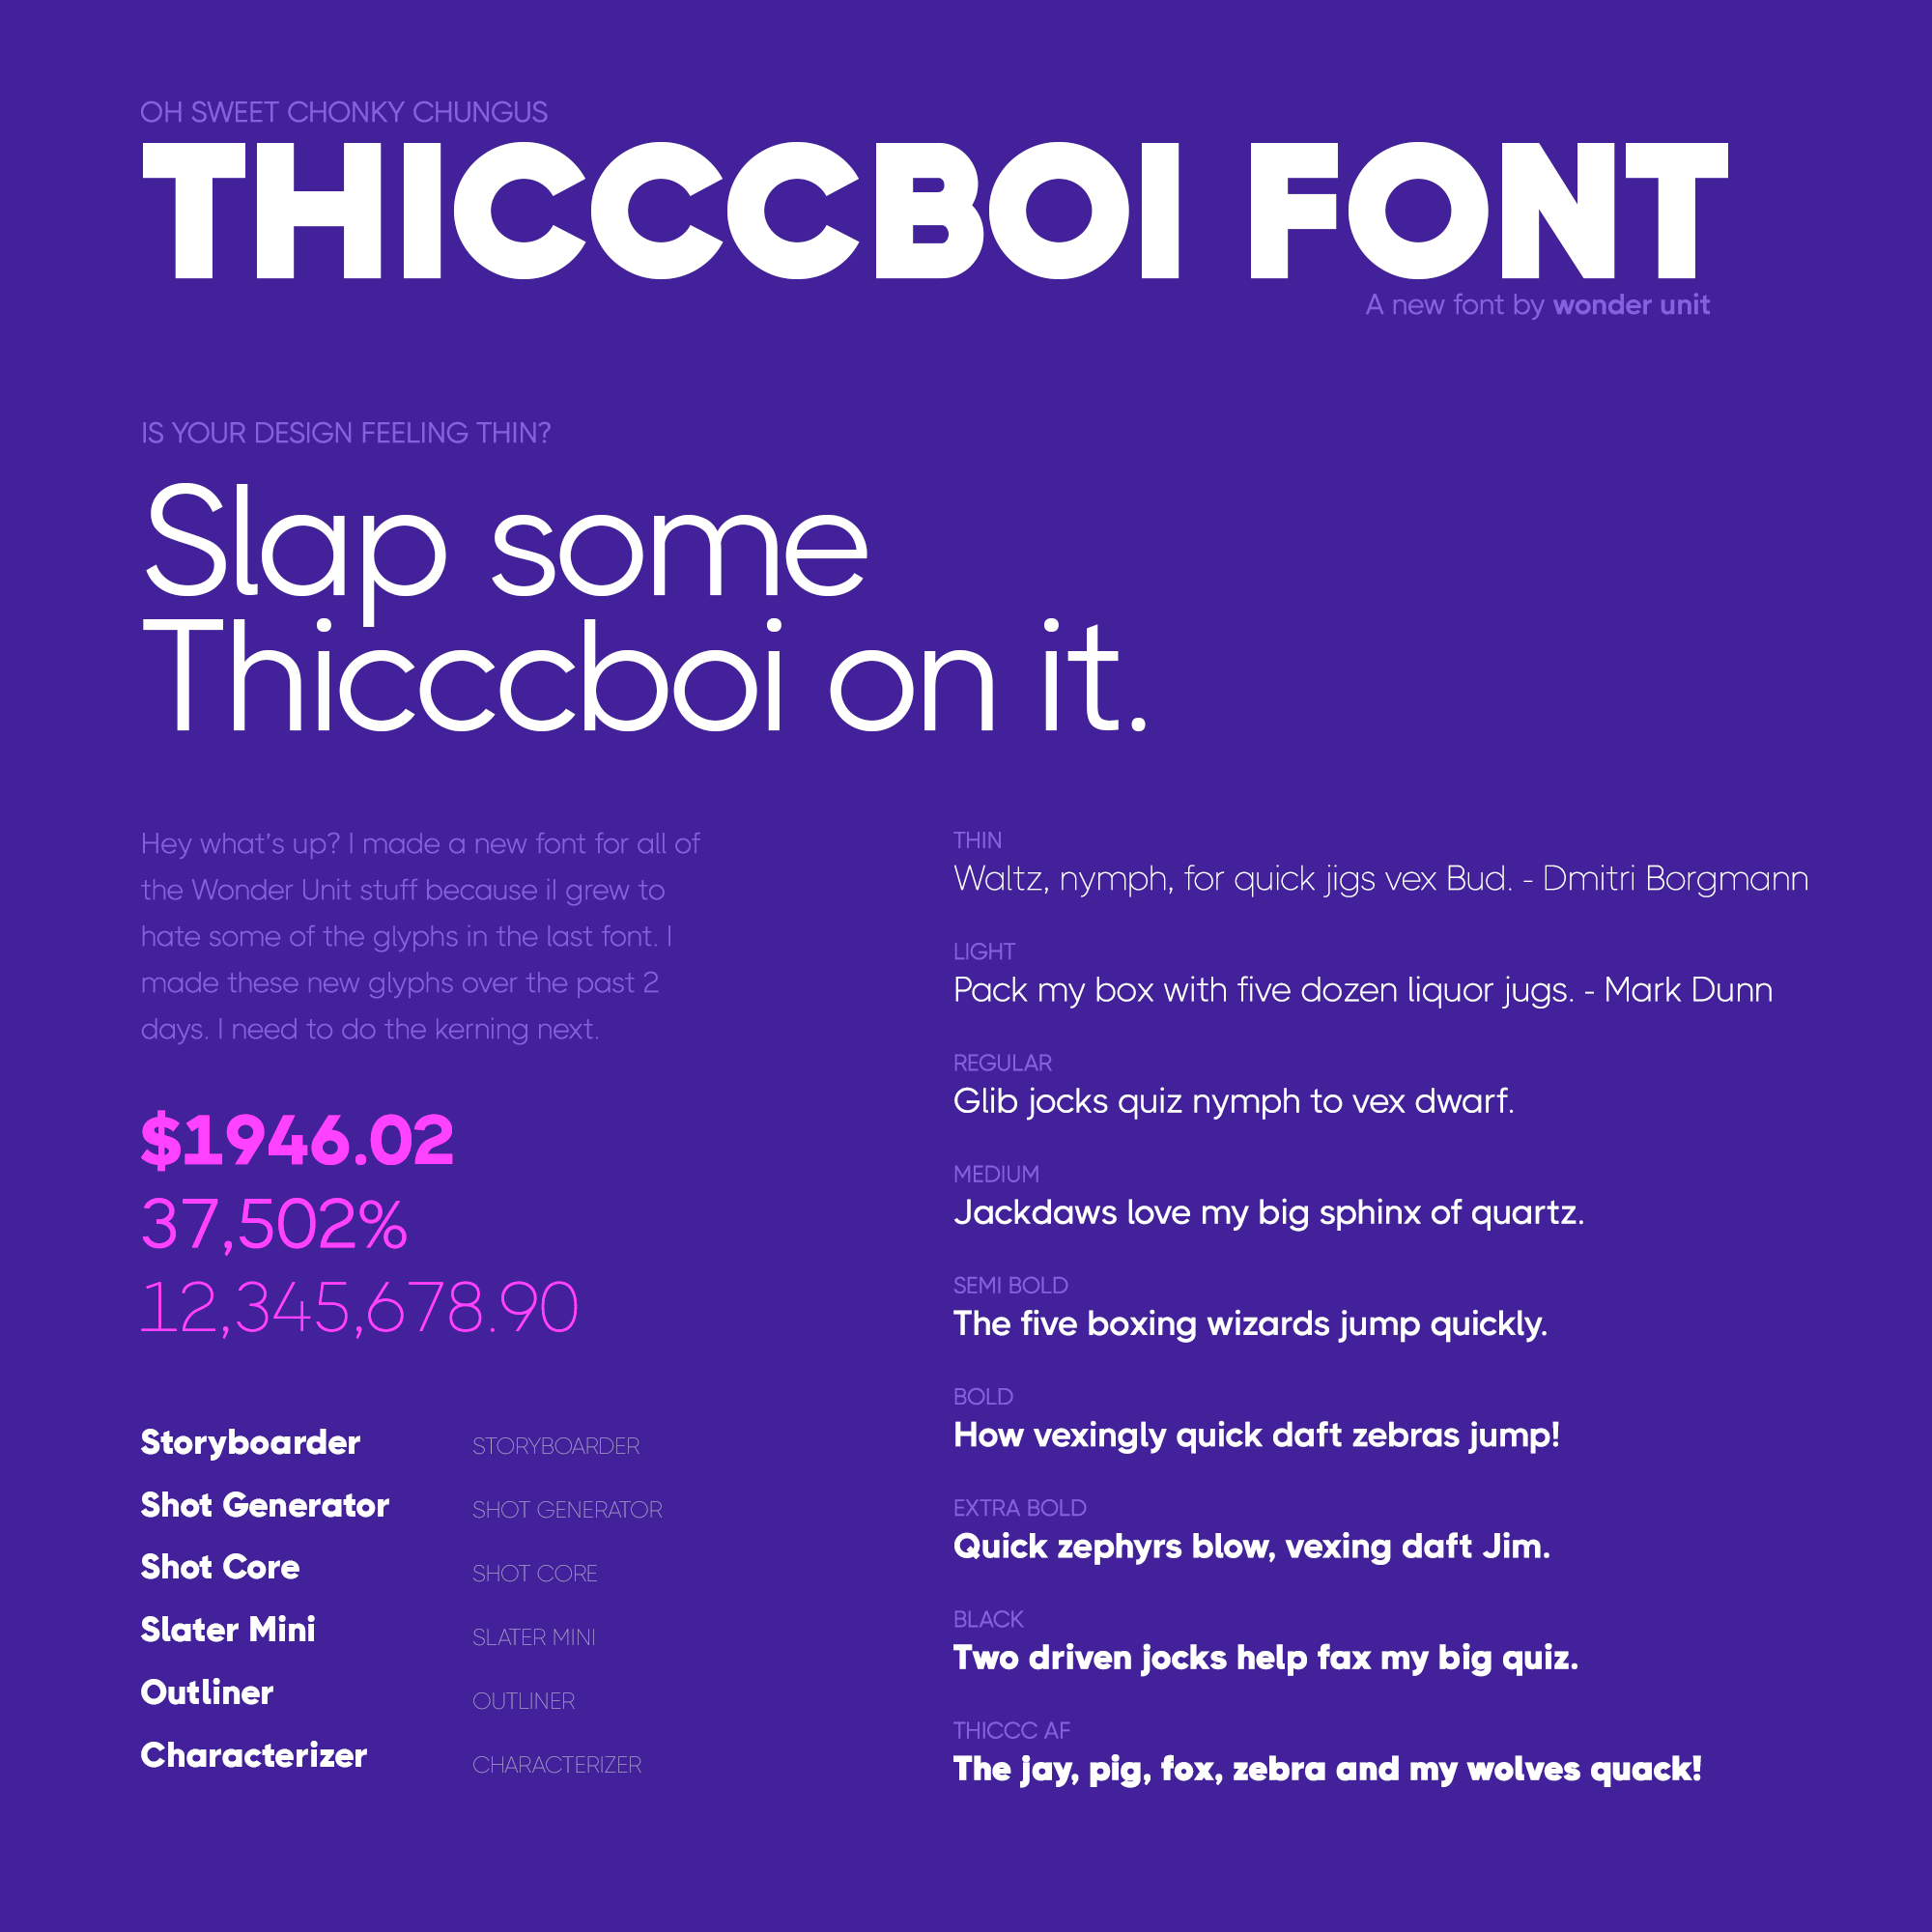 OH SWEET CHONKY CHUNGUS
THICCCBOI FONT
A new font by wonder unit
IS YOUR DESIGN FEELING THIN?
Slap some
Thicccboi on it.
Hey what’s up? I made a new font for all of
the Wonder Unit stuff because iI grew to
hate some of the glyphs in the last font. I
made these new glyphs over the past 2
days. I need to do the kerning next.
$1946.02
37,502%
12,345,678.90
Storyboarder STORYBOARDER
Shot Generator SHOT GENERATOR
Shot Core SHOT CORE
Slater Mini SLATER MINI
Outliner OUTLINER
Characterizer CHARACTERIZER
THIN
Waltz, nymph, for quick jigs vex Bud. - Dmitri Borgmann
LIGHT
Pack my box with five dozen liquor jugs. - Mark Dunn
REGULAR
Glib jocks quiz nymph to vex dwarf.
MEDIUM
Jackdaws love my big sphinx of quartz.
SEMI BOLD
The five boxing wizards jump quickly.
BOLD
How vexingly quick daft zebras jump!
EXTRA BOLD
Quick zephyrs blow, vexing daft Jim.
BLACK
Two driven jocks help fax my big quiz.
THICCC AF
The jay, pig, fox, zebra and my wolves quack!